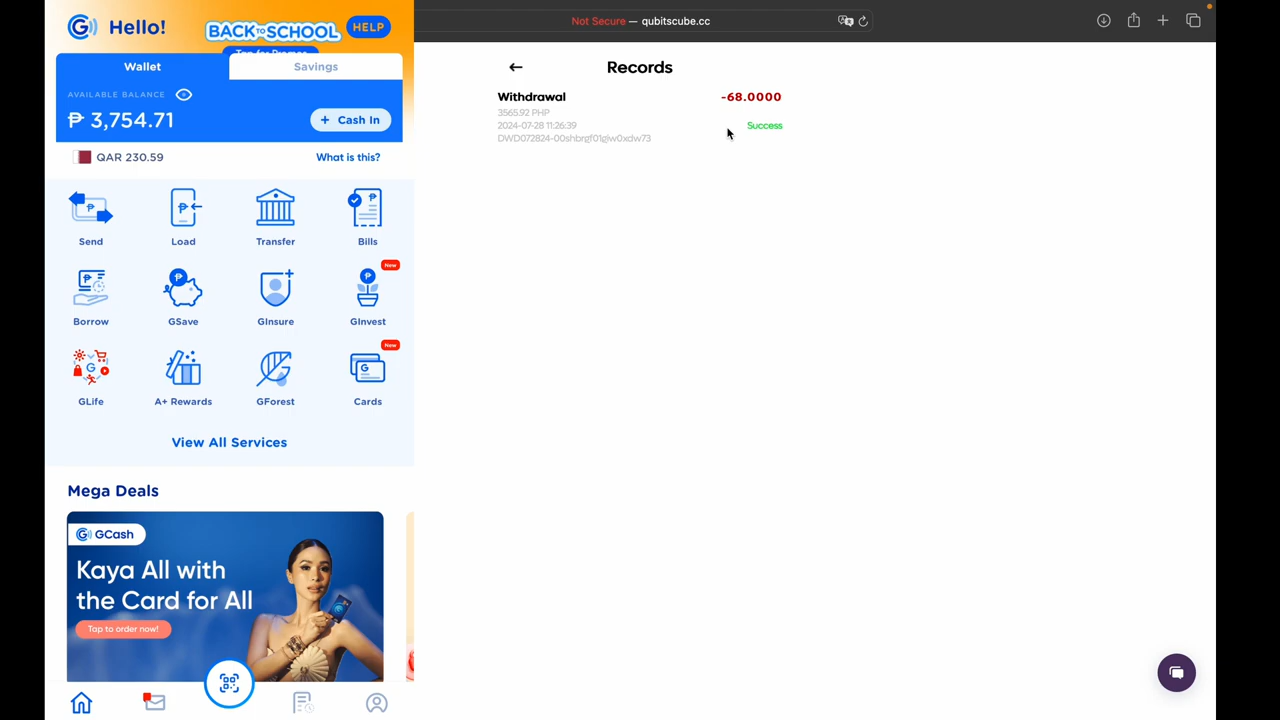 Hello!
BACK TO SCHOOL
HELP
Tap for Promos
Wallet
Savings
AVAILABLE BALANCE
₱ 3,754.71
+ Cash In
QAR 230.59
What is this?
Send
Load
Transfer
Bills
New
Borrow
GSave
GInsure
GInvest
New
GLife
A+ Rewards
GForest
Cards
View All Services
Mega Deals
GCash
Kaya All with
the Card for All
Tap to order now!
Not Secure — qubitscube.cc
Records
Withdrawal
-68.0000
3565.92 PHP
2024-07-28 11:26:39
Success